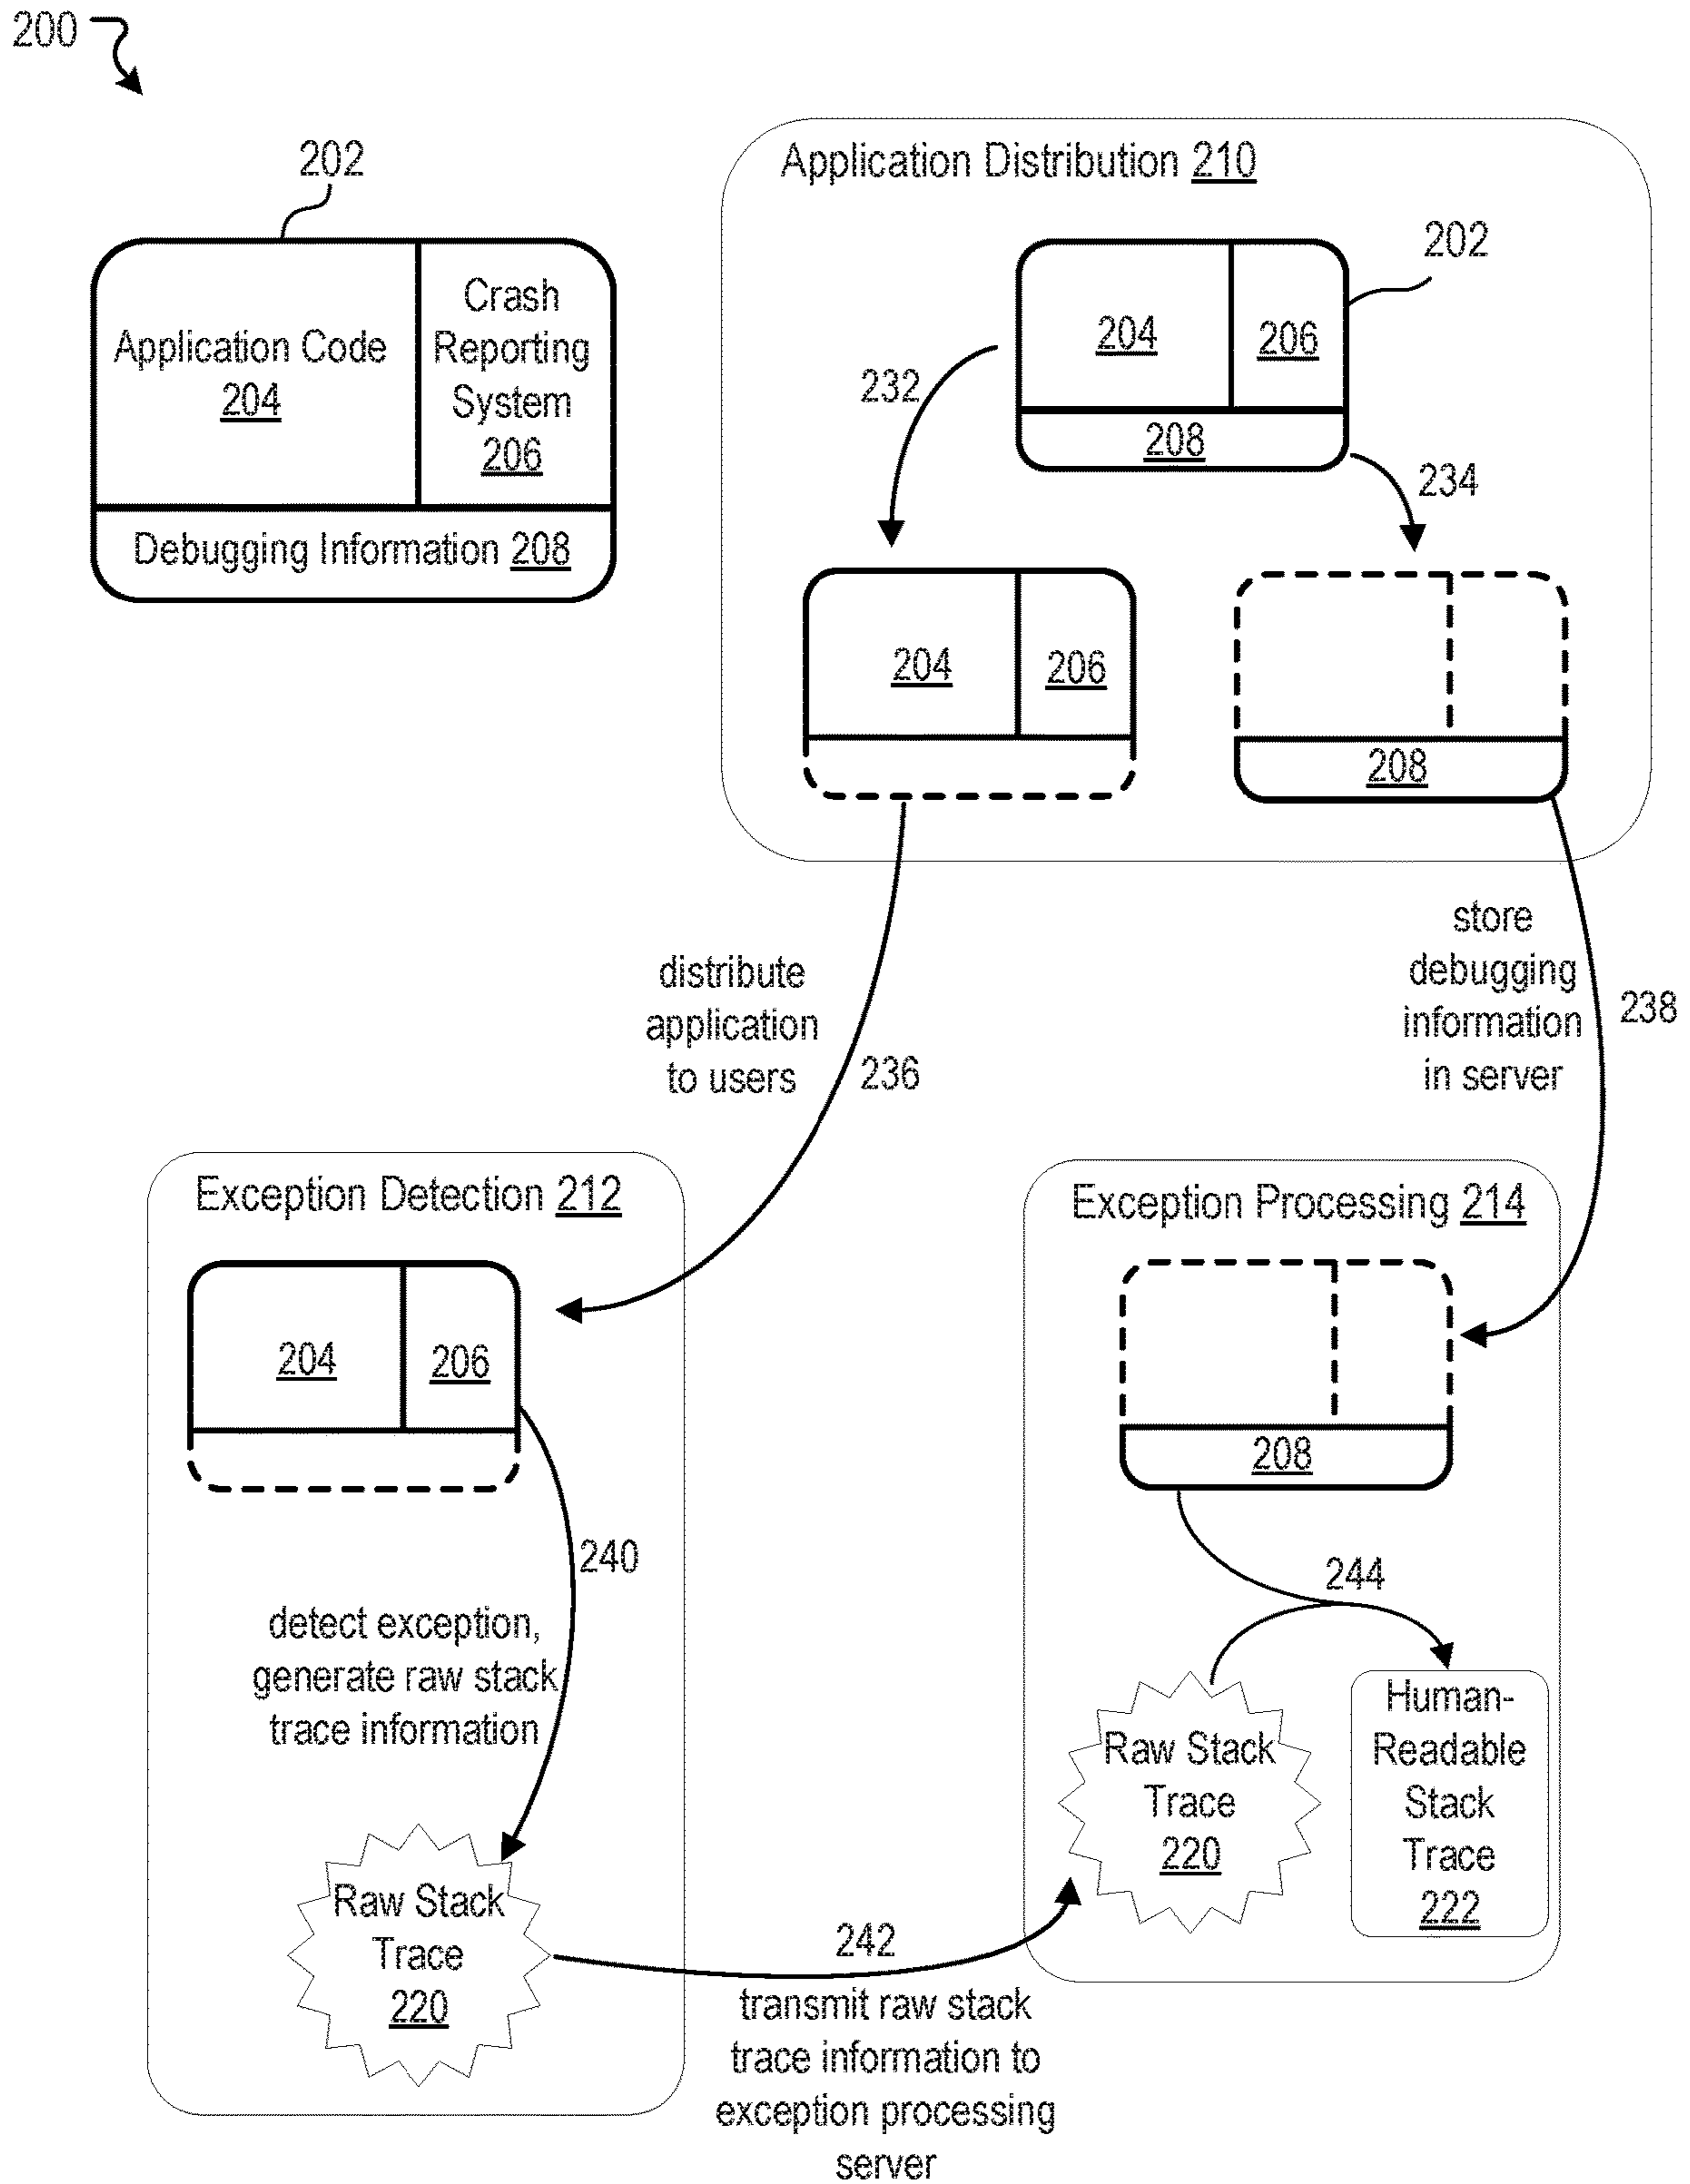 200
202
Application Code
204
Crash
Reporting
System
206
Debugging Information 208
Application Distribution 210
202
204
206
208
232
234
204
206
208
distribute
application
to users
236
store
debugging
information
in server
238
Exception Detection 212
204
206
240
detect exception,
generate raw stack
trace information
Raw Stack
Trace
220
242
transmit raw stack
trace information to
exception processing
server
Exception Processing 214
208
244
Raw Stack
Trace
220
Human-
Readable
Stack
Trace
222